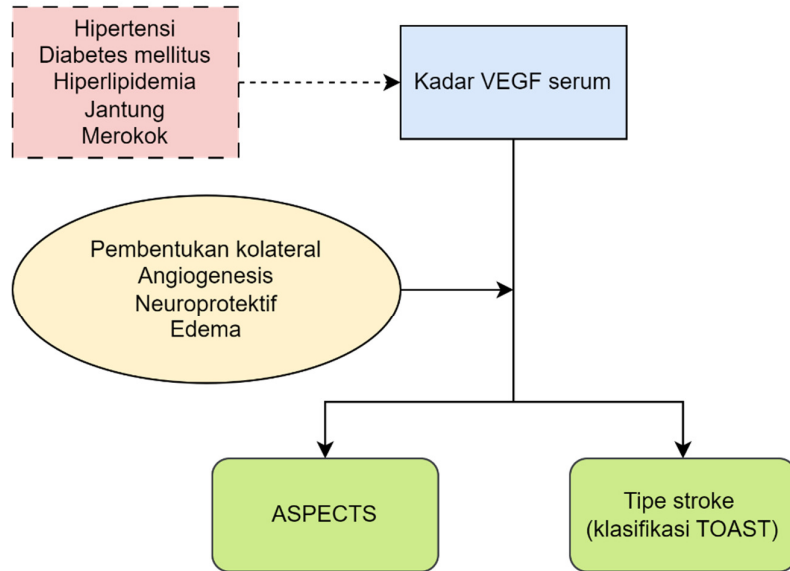 Hipertensi
Diabetes mellitus
Hiperlipidemia
Jantung
Merokok
Kadar VEGF serum
Pembentukan kolateral
Angiogenesis
Neuroprotektif
Edema
ASPECTS
Tipe stroke
(klasifikasi TOAST)